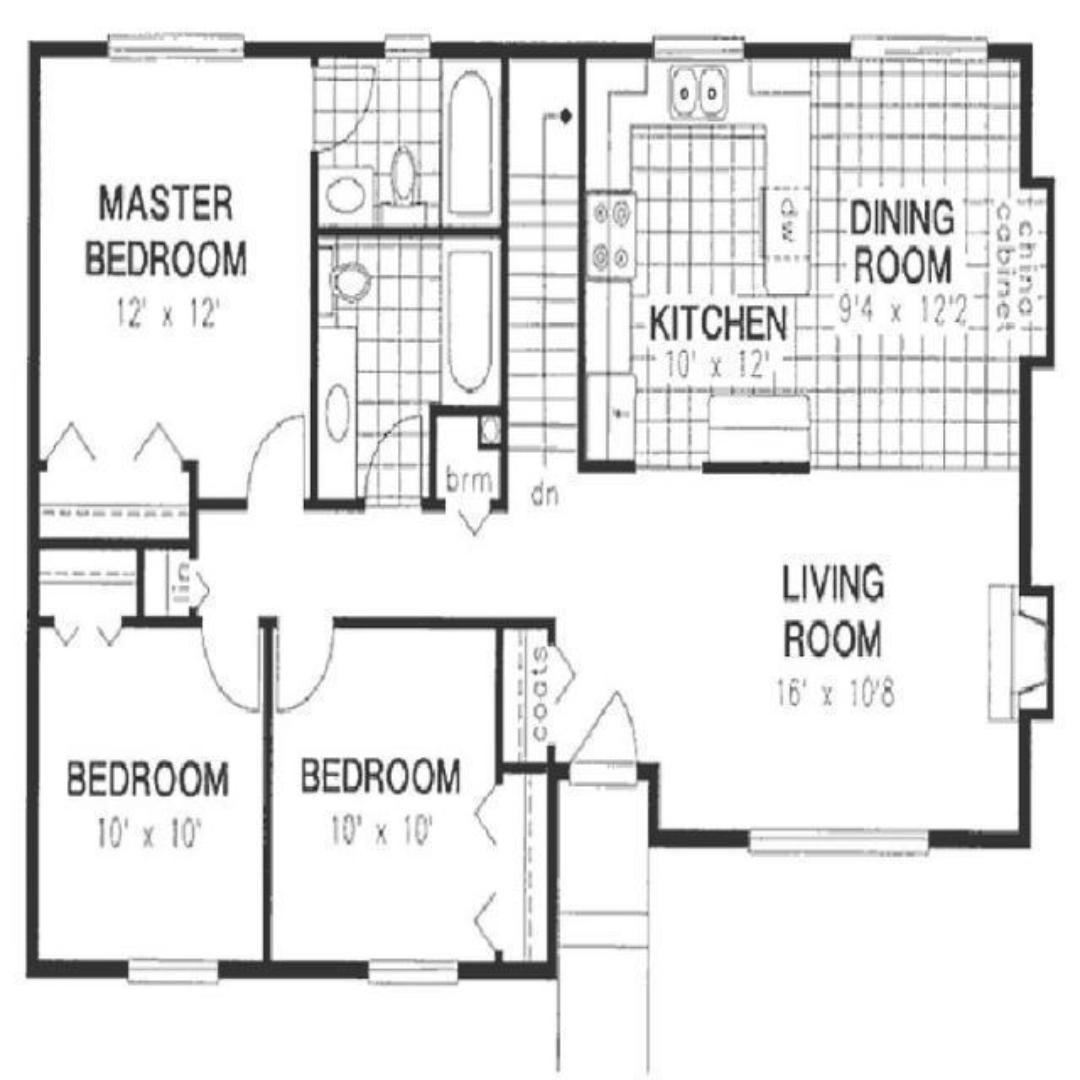 MASTER
BEDROOM
12' x 12'
dw
DINING
ROOM
9'4 x 12'2
china
cabinet
KITCHEN
10' x 12'
brm
dn
lin
LIVING
ROOM
16' x 10'8
coats
BEDROOM
10' x 10'
BEDROOM
10' x 10'